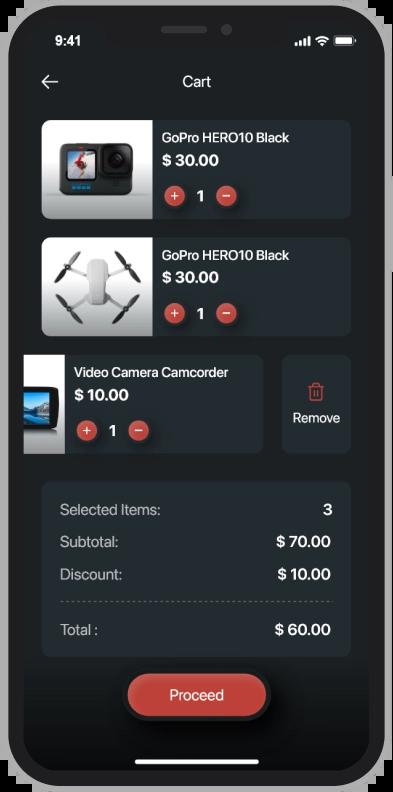 9:41
Cart
GoPro HERO10 Black
$ 30.00
+ 1 −
GoPro HERO10 Black
$ 30.00
+ 1 −
Video Camera Camcorder
$ 10.00
+ 1 −
Remove
Selected Items: 3
Subtotal: $ 70.00
Discount: $ 10.00
Total : $ 60.00
Proceed